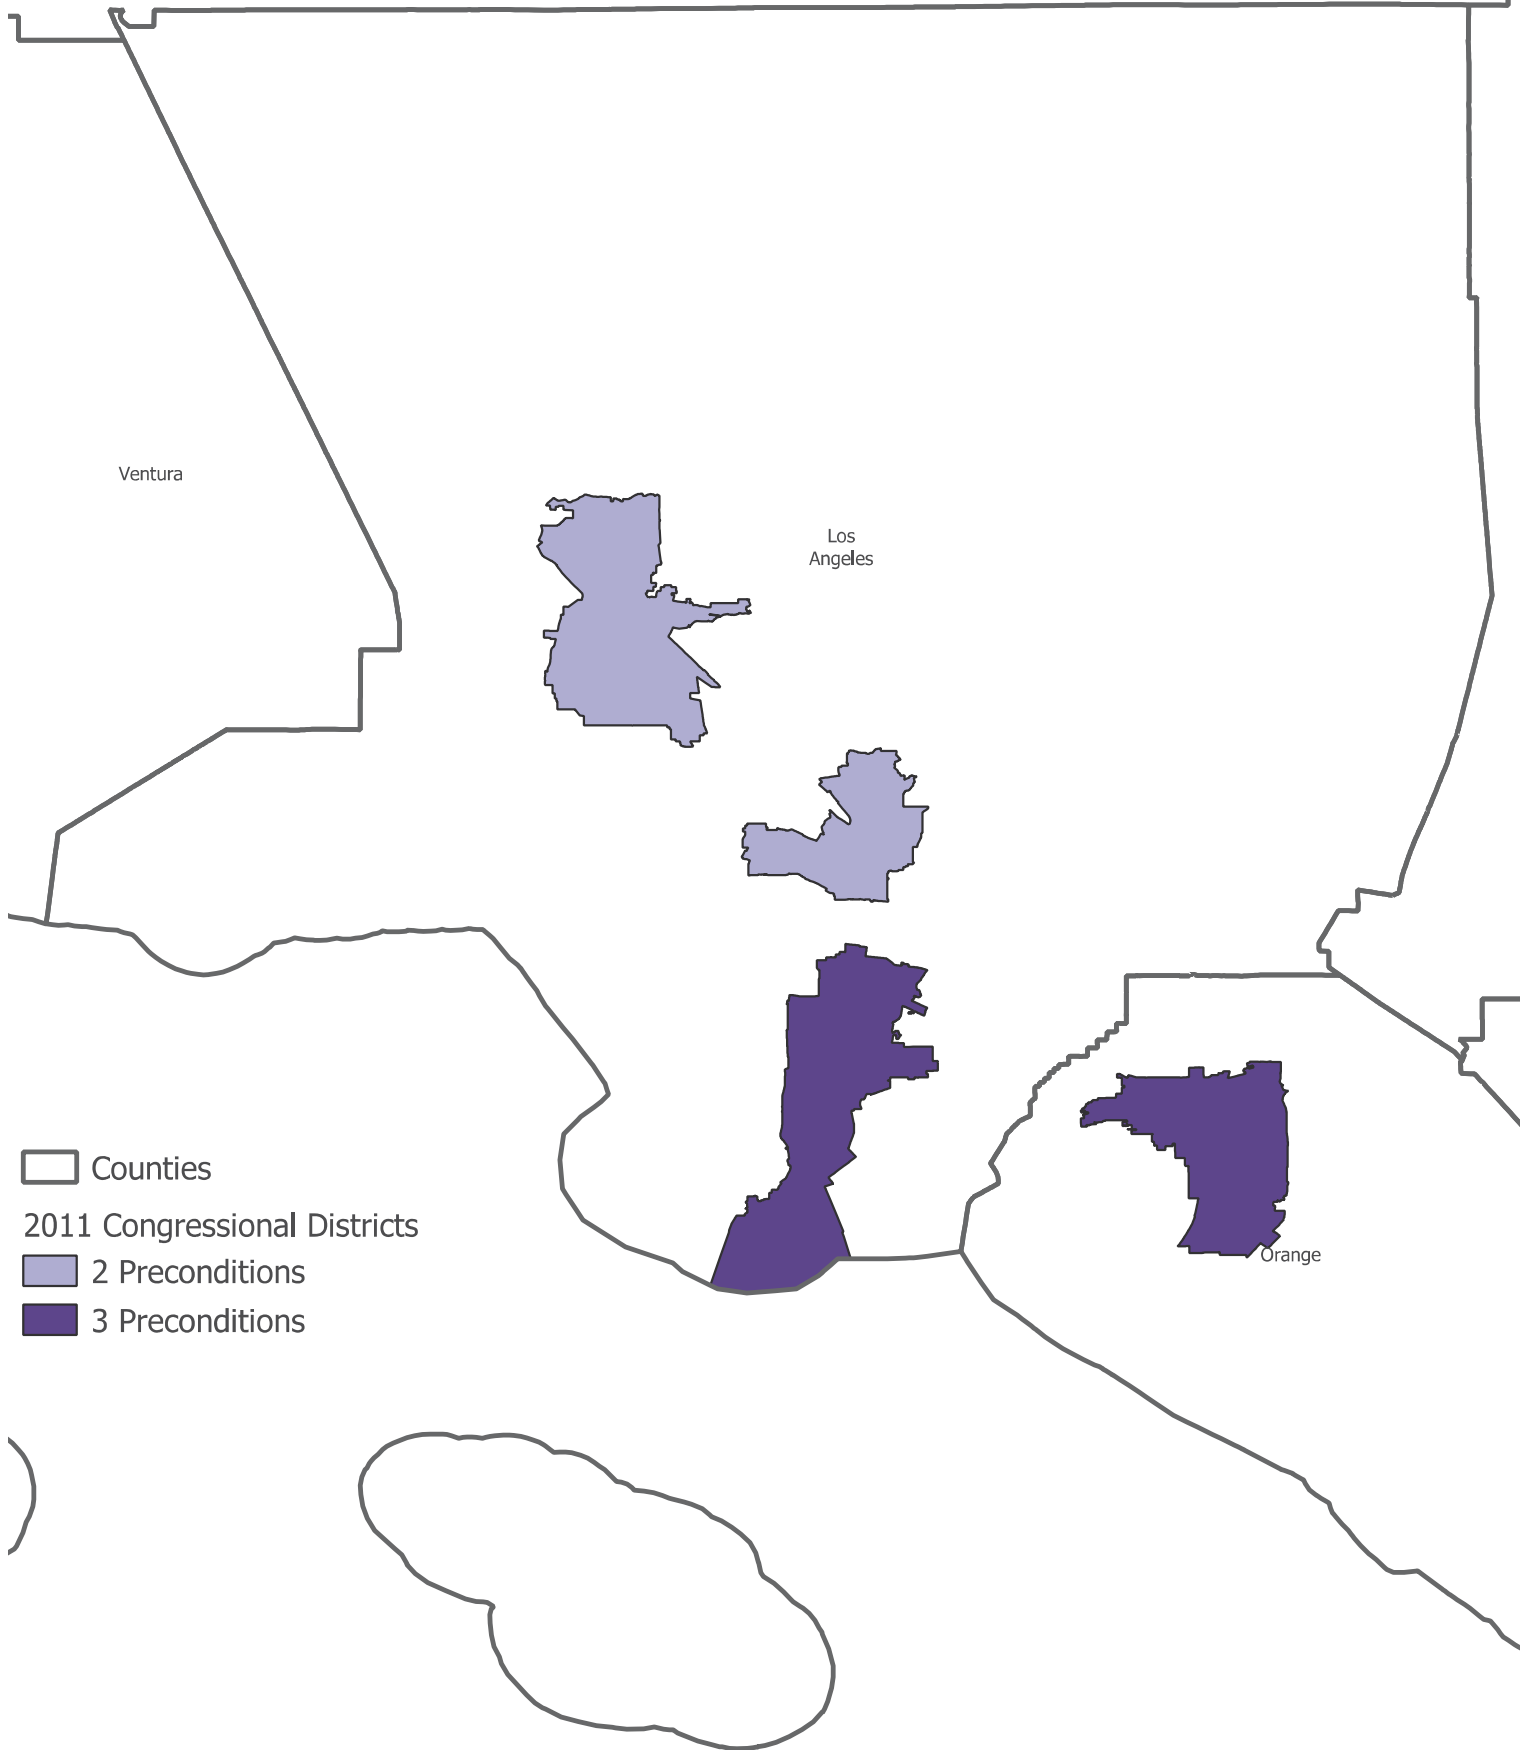 Ventura
Los
Angeles
Counties
2011 Congressional Districts
2 Preconditions
Orange
3 Preconditions